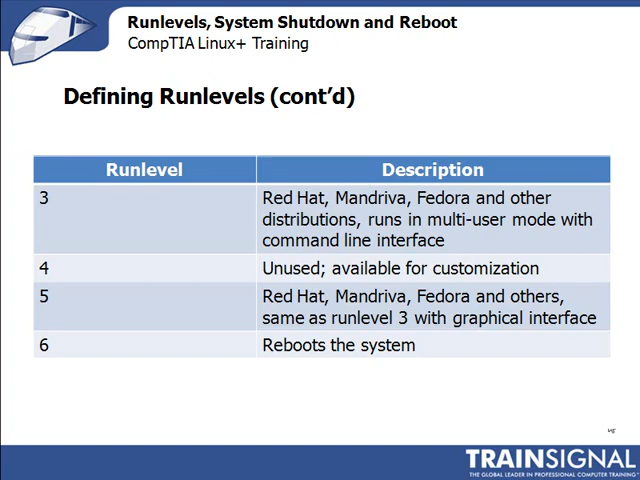 Runlevels, System Shutdown and Reboot
CompTIA Linux+ Training
Defining Runlevels (cont’d)
Runlevel Description
3 Red Hat, Mandriva, Fedora and other
distributions, runs in multi-user mode with
command line interface
4 Unused; available for customization
5 Red Hat, Mandriva, Fedora and others,
same as runlevel 3 with graphical interface
6 Reboots the system
TRAINSIGNAL
THE GLOBAL LEADER IN PROFESSIONAL COMPUTER TRAINING